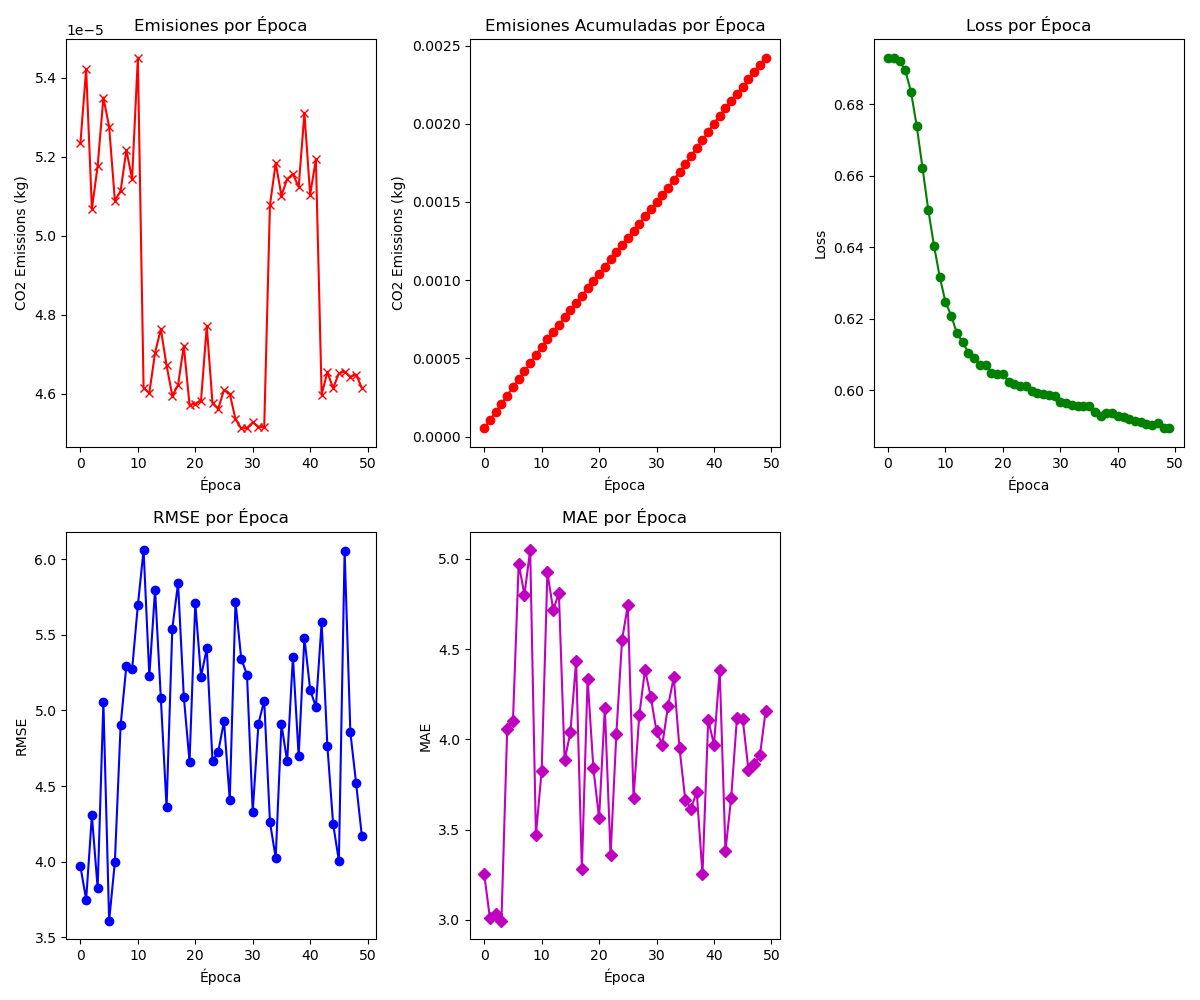 Emisiones por Época
1e−5
CO2 Emissions (kg)
5.4
5.2
5.0
4.8
4.6
0 10 20 30 40 50
Época
Emisiones Acumuladas por Época
CO2 Emissions (kg)
0.0025
0.0020
0.0015
0.0010
0.0005
0.0000
0 10 20 30 40 50
Época
Loss por Época
Loss
0.68
0.66
0.64
0.62
0.60
0 10 20 30 40 50
Época
RMSE por Época
RMSE
6.0
5.5
5.0
4.5
4.0
3.5
0 10 20 30 40 50
Época
MAE por Época
MAE
5.0
4.5
4.0
3.5
3.0
0 10 20 30 40 50
Época